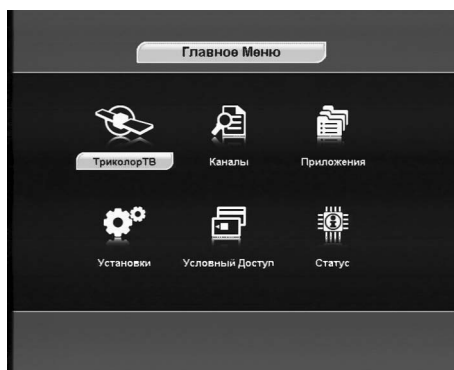 Главное Меню
ТриколорТВ
Каналы
Приложения
Установки
Условный Доступ
Статус